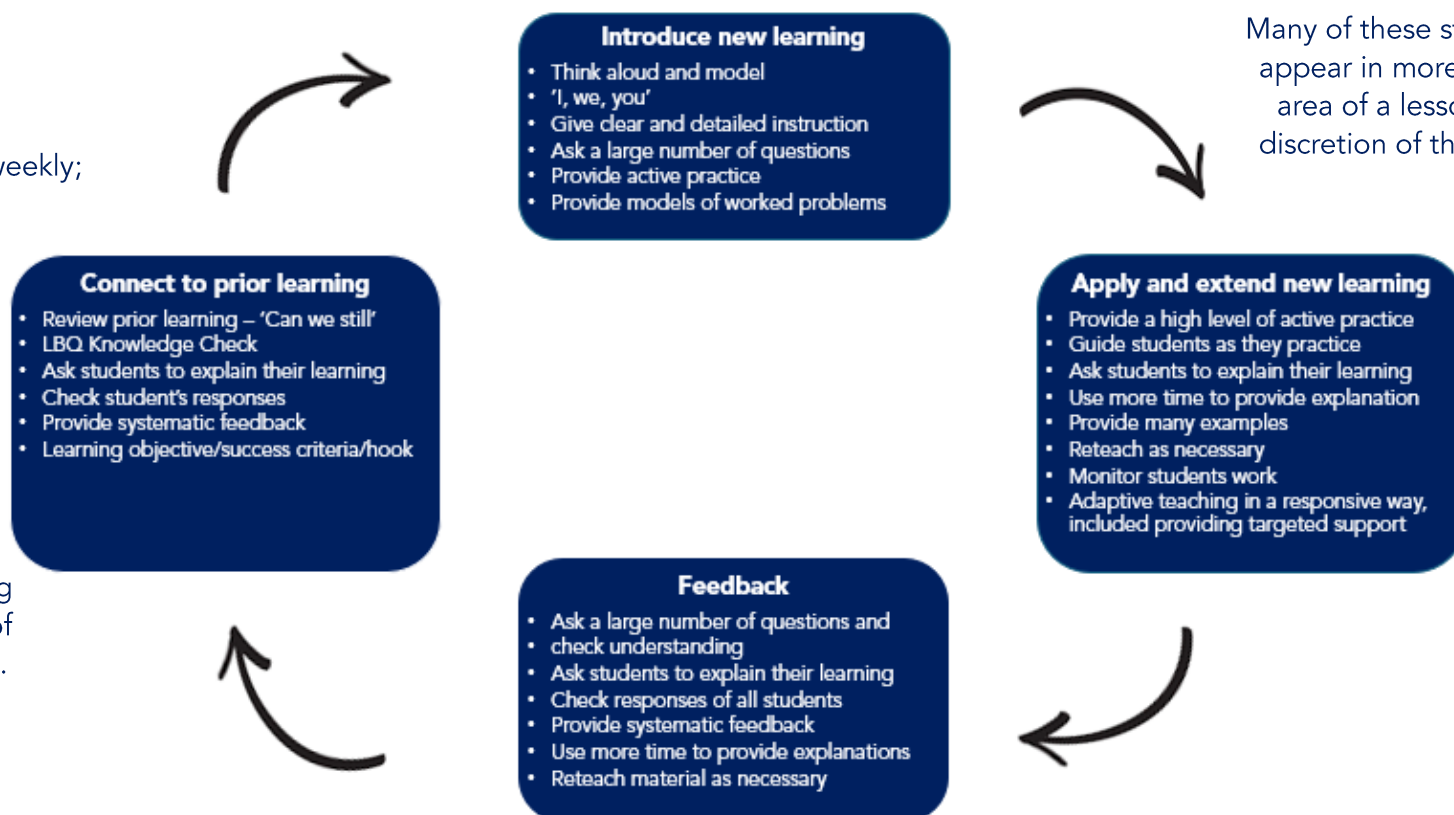 Introduce new learning
• Think aloud and model
• 'I, we, you'
• Give clear and detailed instruction
• Ask a large number of questions
• Provide active practice
• Provide models of worked problems
Many of these
appear in more
area of a
discretion of
weekly;
Connect to prior learning
• Review prior learning – 'Can we still'
• LBQ Knowledge Check
• Ask students to explain their learning
• Check student's responses
• Provide systematic feedback
• Learning objective/success criteria/hook
Apply and extend new learning
• Provide a high level of active practice
• Guide students as they practice
• Ask students to explain their learning
• Use more time to provide explanation
• Provide many examples
• Reteach as necessary
• Monitor students work
• Adaptive teaching in a responsive way,
included providing targeted support
Feedback
• Ask a large number of questions and
• check understanding
• Ask students to explain their learning
• Check responses of all students
• Provide systematic feedback
• Use more time to provide explanations
• Reteach material as necessary